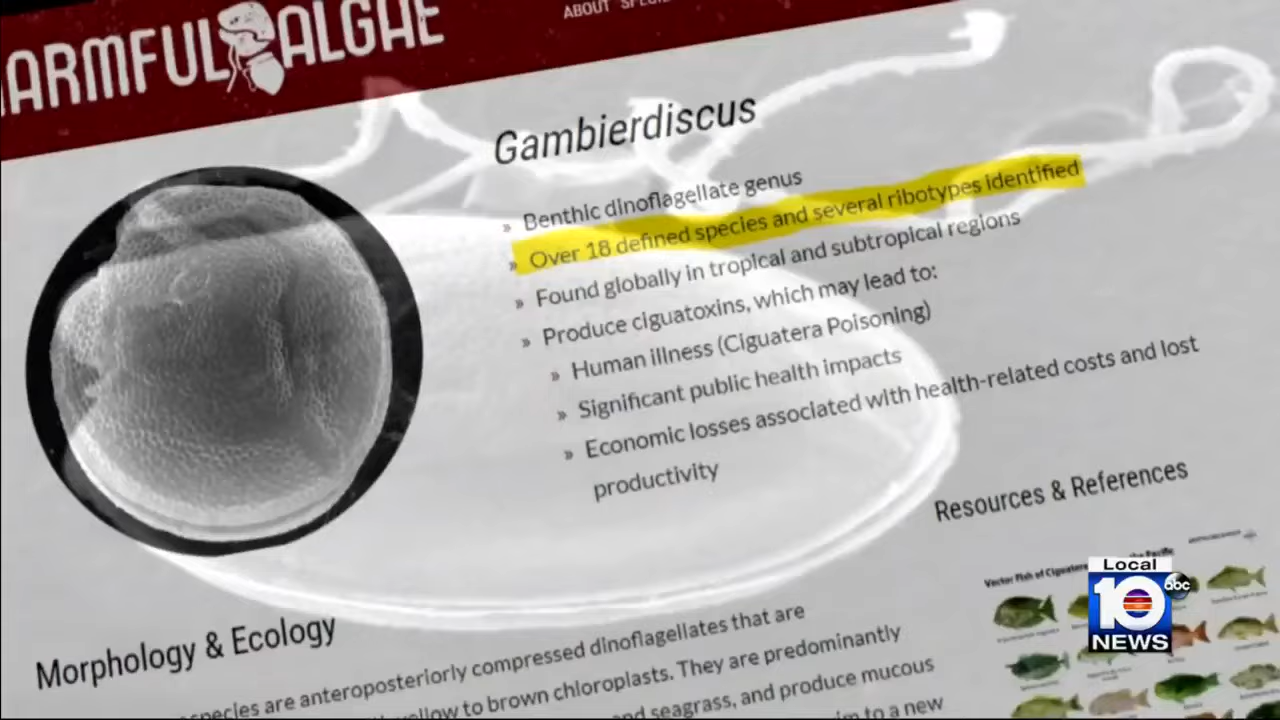 ARMFUL ALGAE
ABOUT
Gambierdiscus
» Benthic dinoflagellate genus
» Over 18 defined species and several ribotypes identified
» Found globally in tropical and subtropical regions
» Produce ciguatoxins, which may lead to:
» Human illness (Ciguatera Poisoning)
» Significant public health impacts
» Economic losses associated with health-related costs and lost
productivity
Resources & References
Vector Fish of Ciguatera the Pacific
Local
10
abc
NEWS
Morphology & Ecology
species are anteroposteriorly compressed dinoflagellates that are
yellow to brown chloroplasts. They are predominantly
and seagrass, and produce mucous
to a new